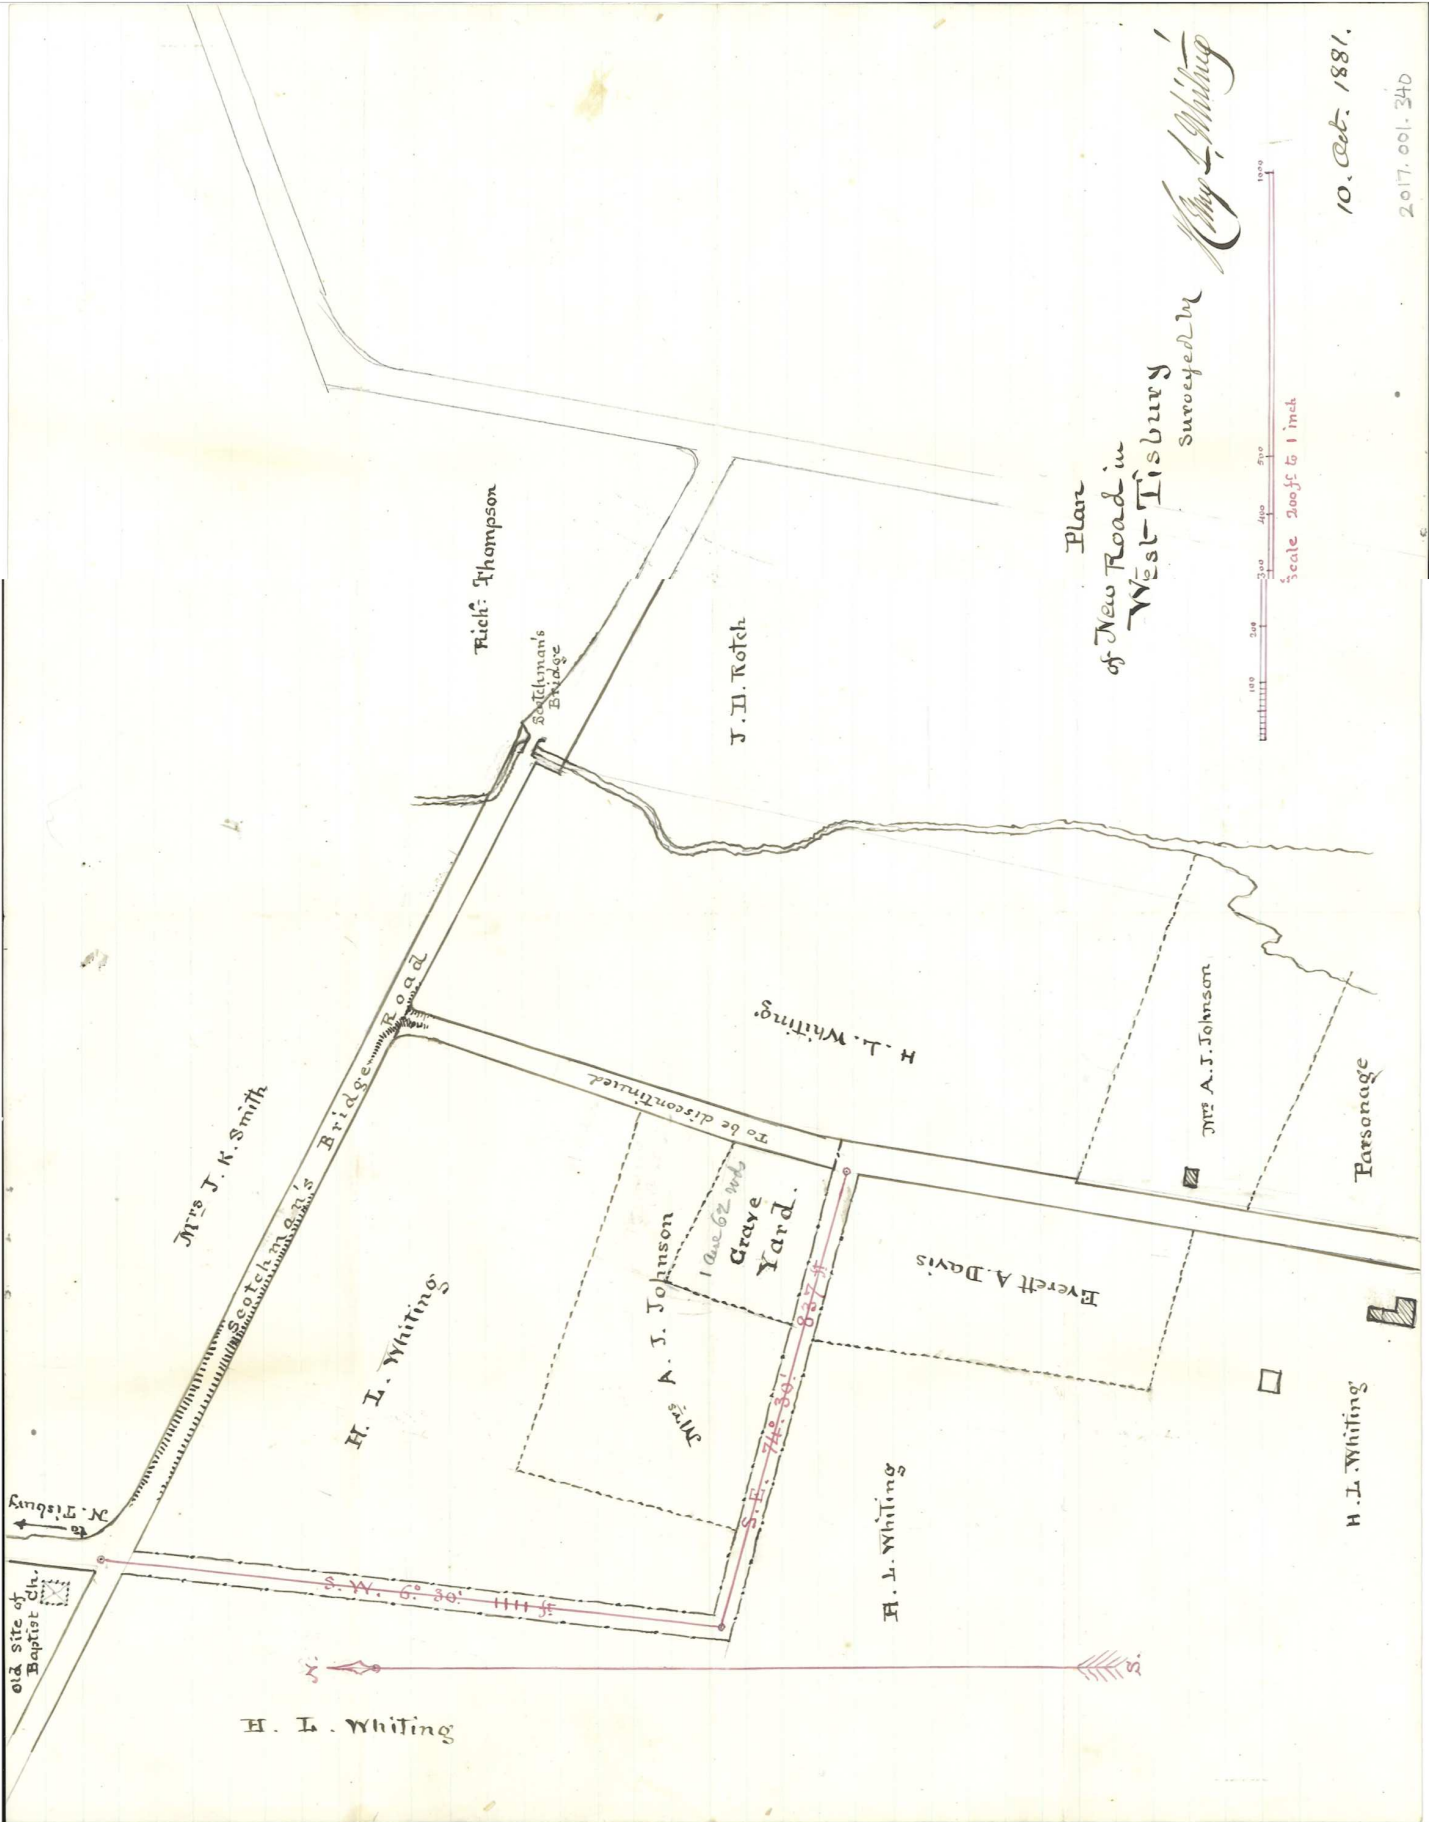 Old Site of
Baptist Ch.
to
N. Tisbury
Scotchman's Bridge Road
Mrs J. K. Smith
Richd. Thompson
Scotchman's
Bridge
J. D. Rotch
H. L. Whiting
H. L. Whiting
To be discontinued
H. L. Whiting
Mrs A. J. Johnson
1 acre 62 rods
Grave
Yard.
S. W. 6° 30' 1111 ft
S. E. 74° 30' 837 ft
N.
S.
H. L. Whiting
Everett A. Davis
Mrs A. J. Johnson
Parsonage
H. L. Whiting
Plan
of New Road in
West-Tisbury
surveyed by
Henry L. Whiting
100 200 300 400 500 1000
Scale 200 ft to 1 inch
10. Oct. 1881.
2017.001.340